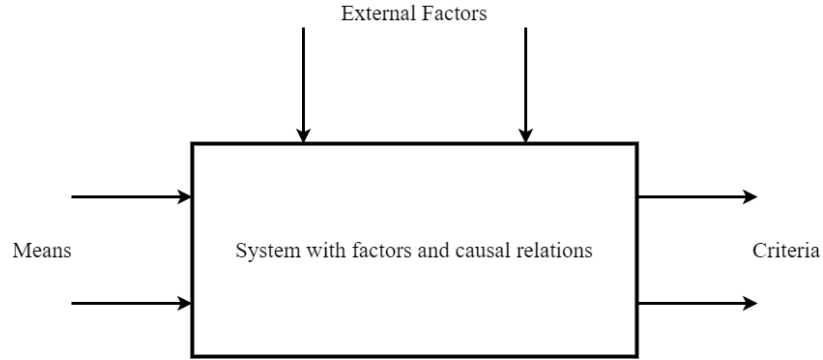 External Factors
Means
System with factors and causal relations
Criteria